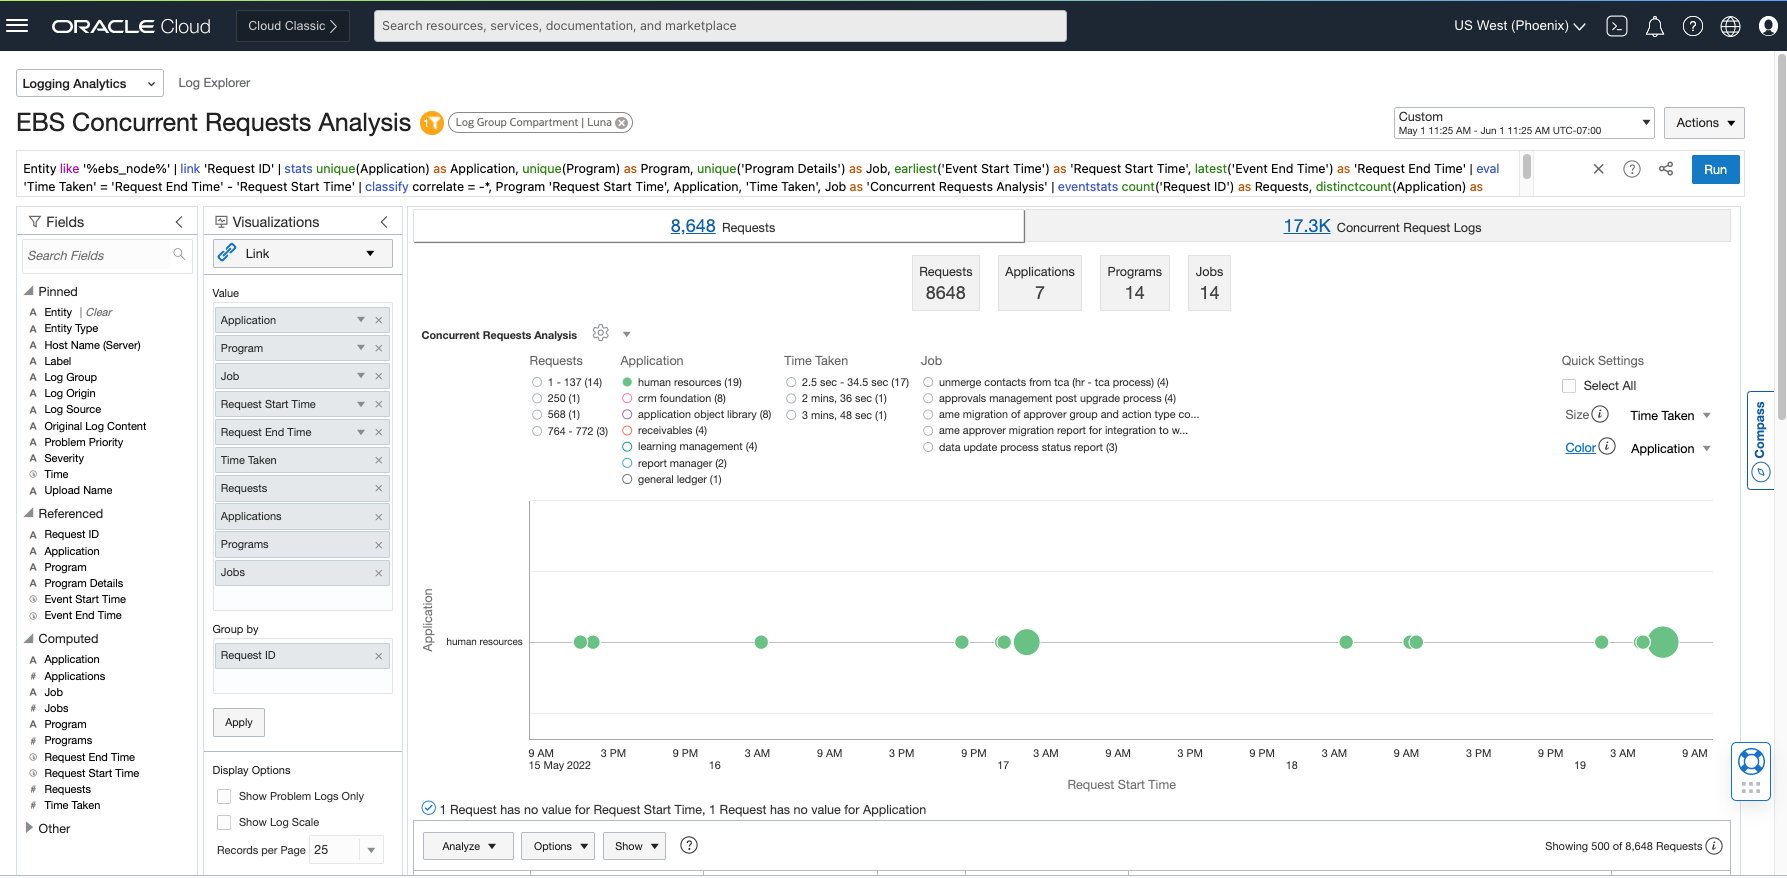 ORACLE Cloud
Cloud Classic
Search resources, services, documentation, and marketplace
US West (Phoenix)
Logging Analytics
Log Explorer
EBS Concurrent Requests Analysis
1
Log Group Compartment | Luna
Custom
May 1 11:25 AM - Jun 1 11:25 AM UTC-07:00
Actions
Entity like '%ebs_node%' | link 'Request ID' | stats unique(Application) as Application, unique(Program) as Program, unique('Program Details') as Job, earliest('Event Start Time') as 'Request Start Time', latest('Event End Time') as 'Request End Time' | eval
'Time Taken' = 'Request End Time' - 'Request Start Time' | classify correlate = -*, Program 'Request Start Time', Application, 'Time Taken', Job as 'Concurrent Requests Analysis' | eventstats count('Request ID') as Requests, distinctcount(Application) as
Run
Fields
Search Fields
Pinned
A Entity | Clear
A Entity Type
A Host Name (Server)
A Label
A Log Group
A Log Origin
A Log Source
A Original Log Content
A Problem Priority
A Severity
Time
A Upload Name
Referenced
A Request ID
A Application
A Program
A Program Details
Event Start Time
Event End Time
Computed
A Application
# Applications
A Job
# Jobs
A Program
# Programs
Request End Time
Request Start Time
# Requests
# Time Taken
Other
Visualizations
Link
Value
Application
Program
Job
Request Start Time
Request End Time
Time Taken
Requests
Applications
Programs
Jobs
Group by
Request ID
Apply
Display Options
Show Problem Logs Only
Show Log Scale
Records per Page 25
8,648 Requests
17.3K Concurrent Request Logs
Requests
8648
Applications
7
Programs
14
Jobs
14
Concurrent Requests Analysis
Requests
1 - 137 (14)
250 (1)
568 (1)
764 - 772 (3)
Application
human resources (19)
crm foundation (8)
application object library (8)
receivables (4)
learning management (4)
report manager (2)
general ledger (1)
Time Taken
2.5 sec - 34.5 sec (17)
2 mins, 36 sec (1)
3 mins, 48 sec (1)
Job
unmerge contacts from tca (hr - tca process) (4)
approvals management post upgrade process (4)
ame migration of approver group and action type co...
ame approver migration report for integration to w...
data update process status report (3)
Quick Settings
Select All
Size Time Taken
Color Application
Compass
Application
human resources
9 AM 3 PM 9 PM 3 AM 9 AM 3 PM 9 PM 3 AM 9 AM 3 PM 9 PM 3 AM 9 AM 3 PM 9 PM 3 AM 9 AM
15 May 2022 16 17 18 19
Request Start Time
1 Request has no value for Request Start Time, 1 Request has no value for Application
Analyze
Options
Show
Showing 500 of 8,648 Requests